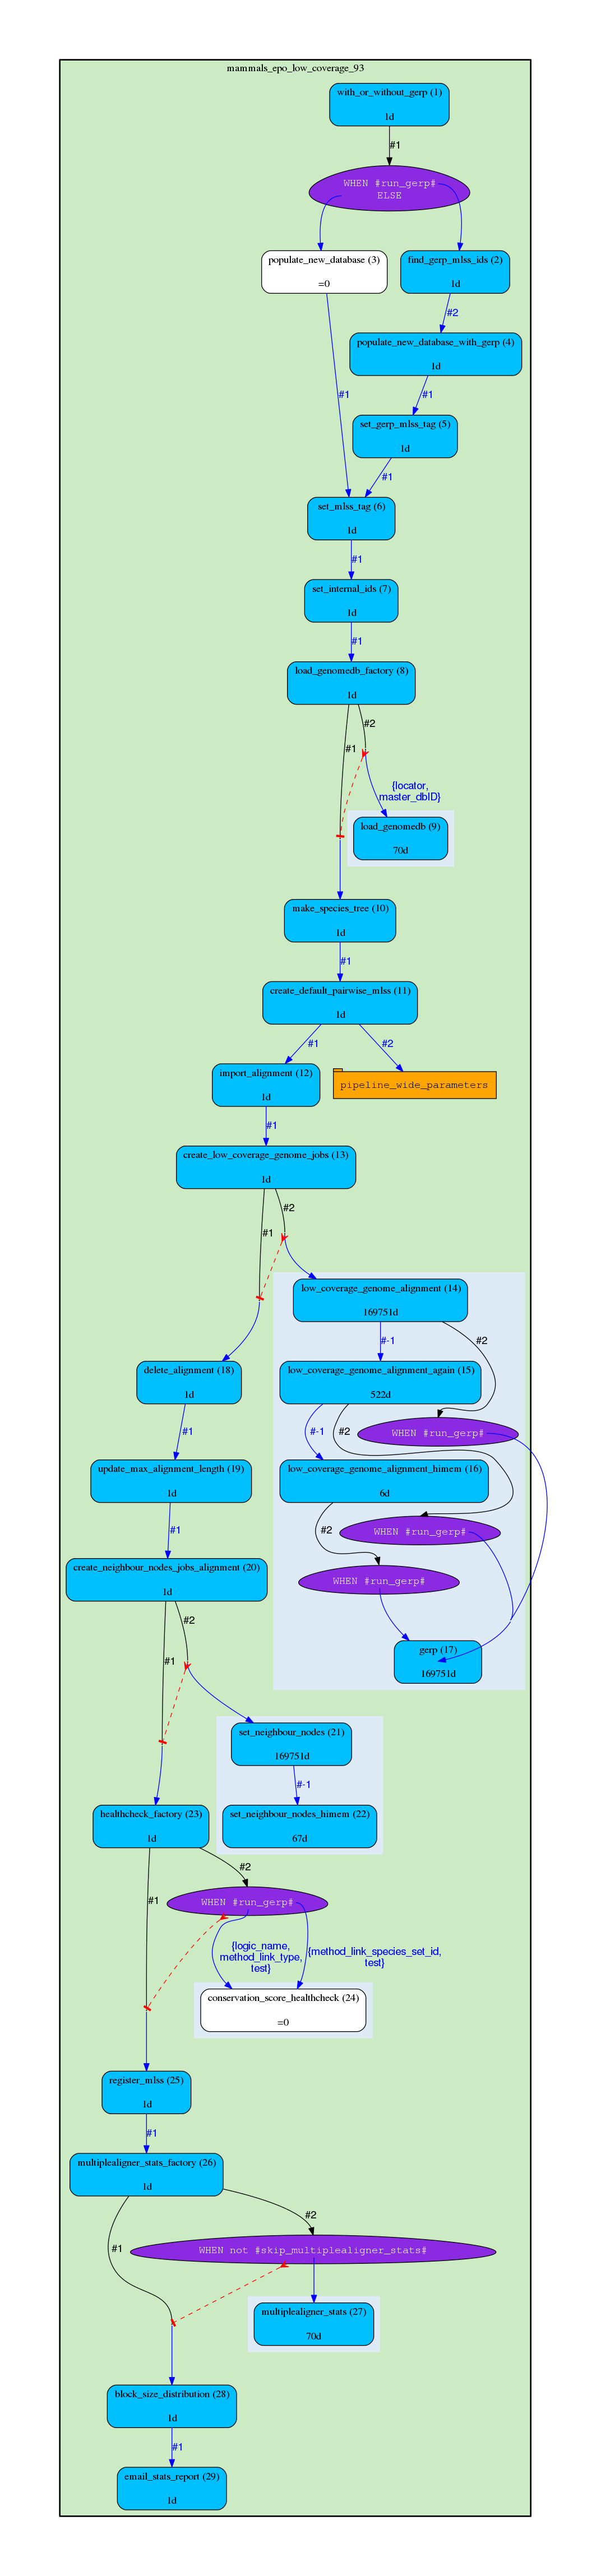 mammals_epo_low_coverage_93
with_or_without_gerp (1)
1d
#1
WHEN #run_gerp#
ELSE
populate_new_database (3)
=0
find_gerp_mlss_ids (2)
1d
#2
populate_new_database_with_gerp (4)
1d
#1
#1
set_gerp_mlss_tag (5)
1d
#1
set_mlss_tag (6)
1d
#1
set_internal_ids (7)
1d
#1
load_genomedb_factory (8)
1d
#2
#1
{locator,
master_dbID}
load_genomedb (9)
70d
make_species_tree (10)
1d
#1
create_default_pairwise_mlss (11)
1d
#1
#2
import_alignment (12)
1d
pipeline_wide_parameters
#1
create_low_coverage_genome_jobs (13)
1d
#2
#1
low_coverage_genome_alignment (14)
169751d
#-1
#2
delete_alignment (18)
1d
low_coverage_genome_alignment_again (15)
522d
#1
#-1
#2
WHEN #run_gerp#
update_max_alignment_length (19)
1d
low_coverage_genome_alignment_himem (16)
6d
#1
#2
WHEN #run_gerp#
create_neighbour_nodes_jobs_alignment (20)
1d
WHEN #run_gerp#
#2
#1
gerp (17)
169751d
set_neighbour_nodes (21)
169751d
#-1
healthcheck_factory (23)
1d
set_neighbour_nodes_himem (22)
67d
#2
#1
WHEN #run_gerp#
{logic_name,
method_link_type,
test}
{method_link_species_set_id,
test}
conservation_score_healthcheck (24)
=0
register_mlss (25)
1d
#1
multiplealigner_stats_factory (26)
1d
#2
#1
WHEN not #skip_multiplealigner_stats#
multiplealigner_stats (27)
70d
block_size_distribution (28)
1d
#1
email_stats_report (29)
1d